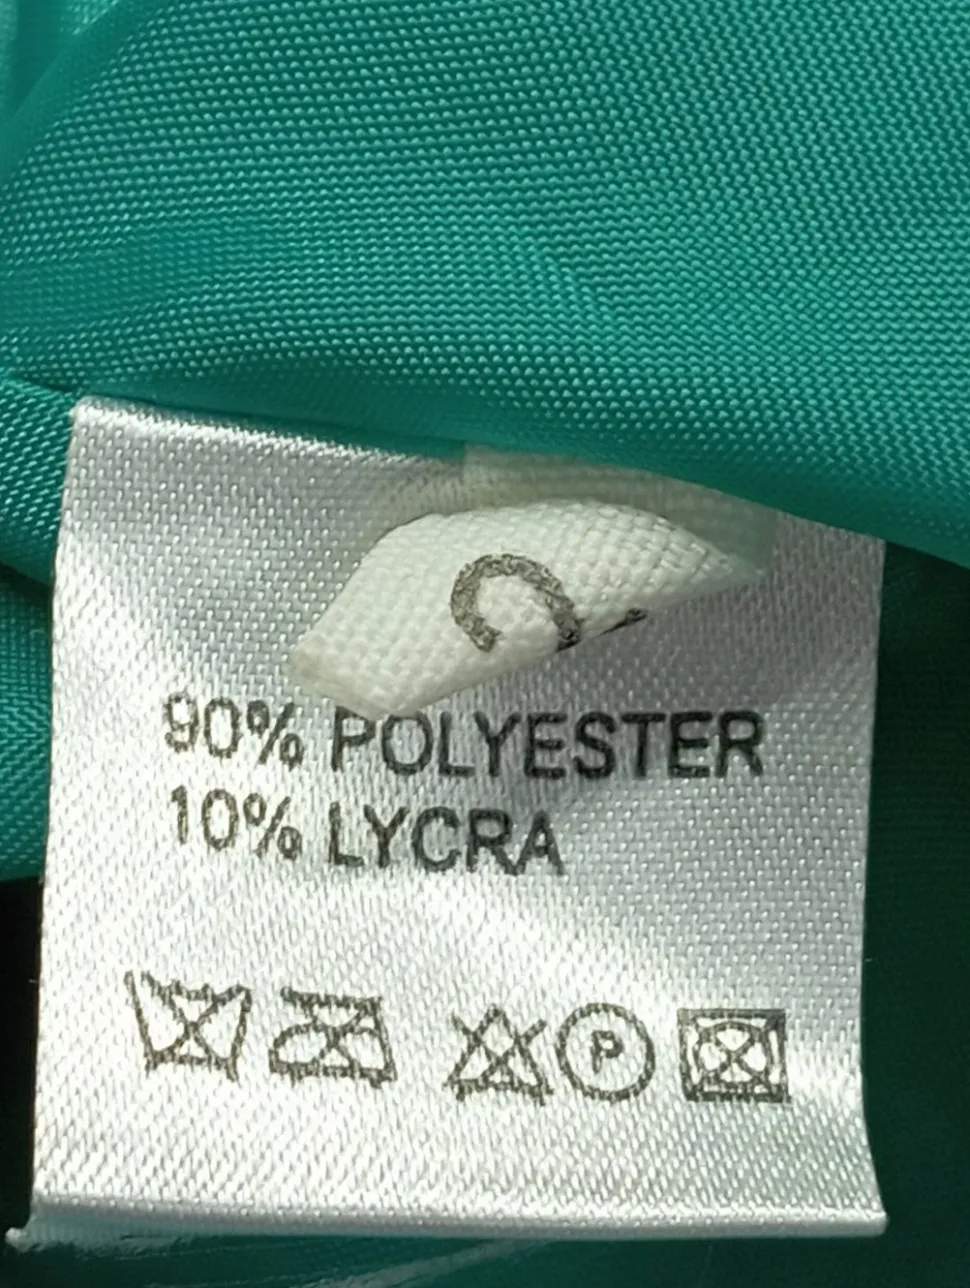 90% POLYESTER
10% LYCRA
P